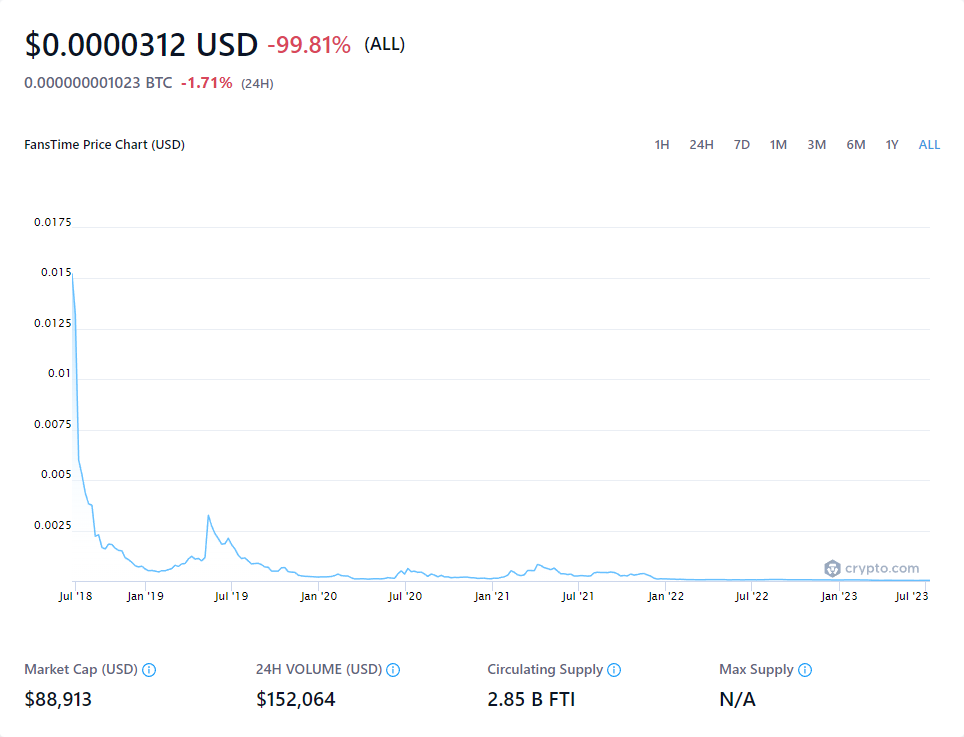 $0.0000312 USD -99.81% (ALL)
0.000000001023 BTC -1.71% (24H)
FansTime Price Chart (USD) 1H 24H 7D 1M 3M 6M 1Y ALL
0.0175
0.015
0.0125
0.01
0.0075
0.005
0.0025
crypto.com
Jul '18 Jan '19 Jul '19 Jan '20 Jul '20 Jan '21 Jul '21 Jan '22 Jul '22 Jan '23 Jul '23
Market Cap (USD) 24H VOLUME (USD) Circulating Supply Max Supply
$88,913 $152,064 2.85 B FTI N/A